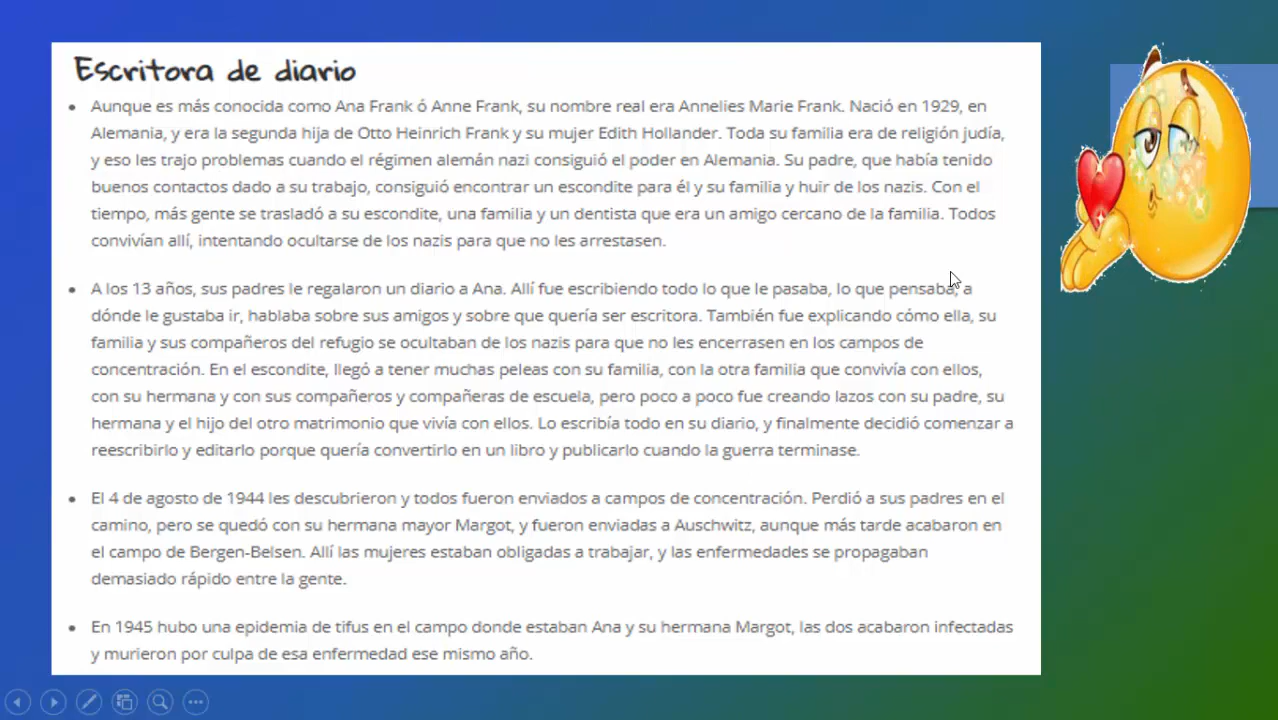 Escritora de diario
• Aunque es más conocida como Ana Frank ó Anne Frank, su nombre real era Annelies Marie Frank. Nació en 1929, en
Alemania, y era la segunda hija de Otto Heinrich Frank y su mujer Edith Hollander. Toda su familia era de religión judía,
y eso les trajo problemas cuando el régimen alemán nazi consiguió el poder en Alemania. Su padre, que había tenido
buenos contactos dado a su trabajo, consiguió encontrar un escondite para él y su familia y huir de los nazis. Con el
tiempo, más gente se trasladó a su escondite, una familia y un dentista que era un amigo cercano de la familia. Todos
convivían allí, intentando ocultarse de los nazis para que no les arrestasen.
• A los 13 años, sus padres le regalaron un diario a Ana. Allí fue escribiendo todo lo que le pasaba, lo que pensaba, a
dónde le gustaba ir, hablaba sobre sus amigos y sobre que quería ser escritora. También fue explicando cómo ella, su
familia y sus compañeros del refugio se ocultaban de los nazis para que no les encerrasen en los campos de
concentración. En el escondite, llegó a tener muchas peleas con su familia, con la otra familia que convivía con ellos,
con su hermana y con sus compañeros y compañeras de escuela, pero poco a poco fue creando lazos con su padre, su
hermana y el hijo del otro matrimonio que vivía con ellos. Lo escribía todo en su diario, y finalmente decidió comenzar a
reescribirlo y editarlo porque quería convertirlo en un libro y publicarlo cuando la guerra terminase.
• El 4 de agosto de 1944 les descubrieron y todos fueron enviados a campos de concentración. Perdió a sus padres en el
camino, pero se quedó con su hermana mayor Margot, y fueron enviadas a Auschwitz, aunque más tarde acabaron en
el campo de Bergen-Belsen. Allí las mujeres estaban obligadas a trabajar, y las enfermedades se propagaban
demasiado rápido entre la gente.
• En 1945 hubo una epidemia de tifus en el campo donde estaban Ana y su hermana Margot, las dos acabaron infectadas
y murieron por culpa de esa enfermedad ese mismo año.